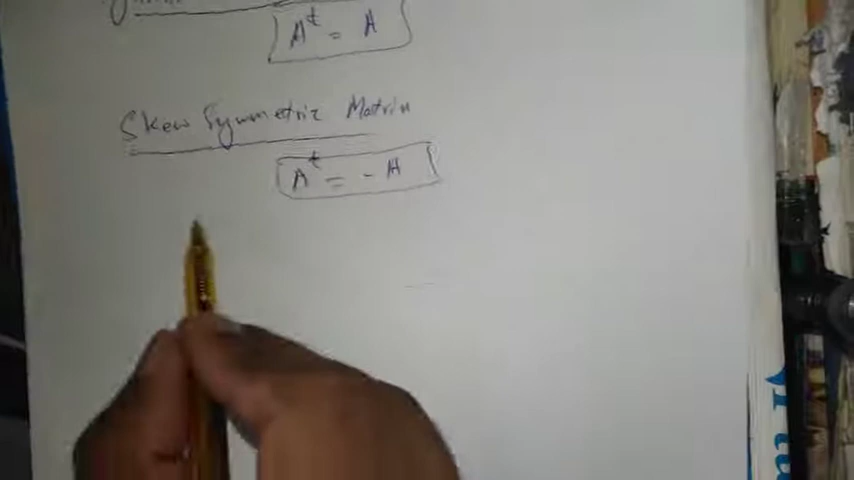 A^t = A
Skew Symmetric Matrix
A^t = - A